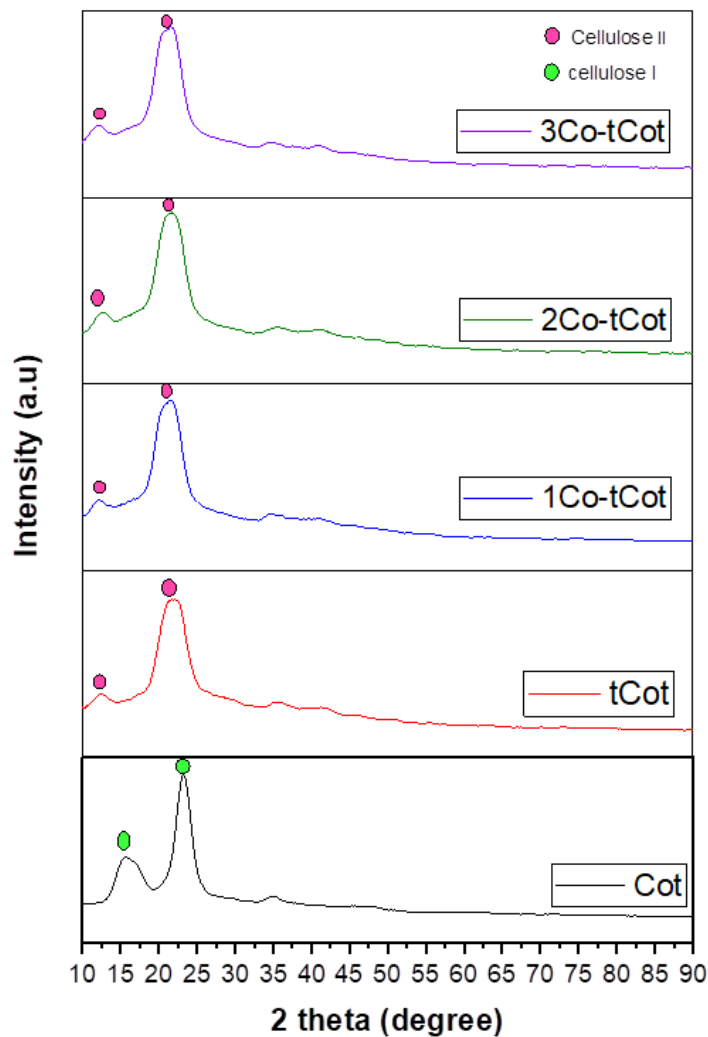 Cellulose II
cellulose I
3Co-tCot
2Co-tCot
1Co-tCot
tCot
Cot
Intensity (a.u)
10 15 20 25 30 35 40 45 50 55 60 65 70 75 80 85 90
2 theta (degree)